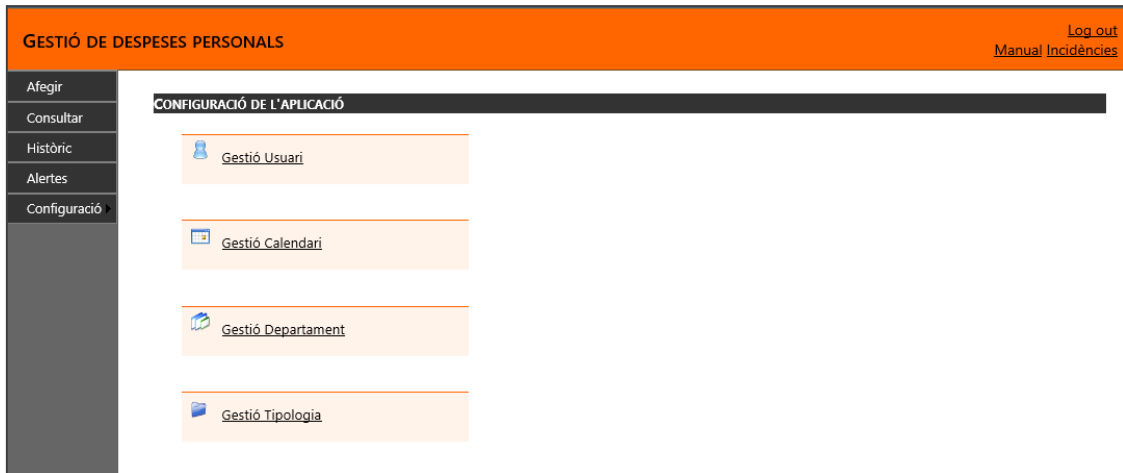 GESTIÓ DE DESPESES PERSONALS
Log out
Manual Incidències
Afegir
Consultar
Històric
Alertes
Configuració
CONFIGURACIÓ DE L'APLICACIÓ
Gestió Usuari
Gestió Calendari
Gestió Departament
Gestió Tipologia